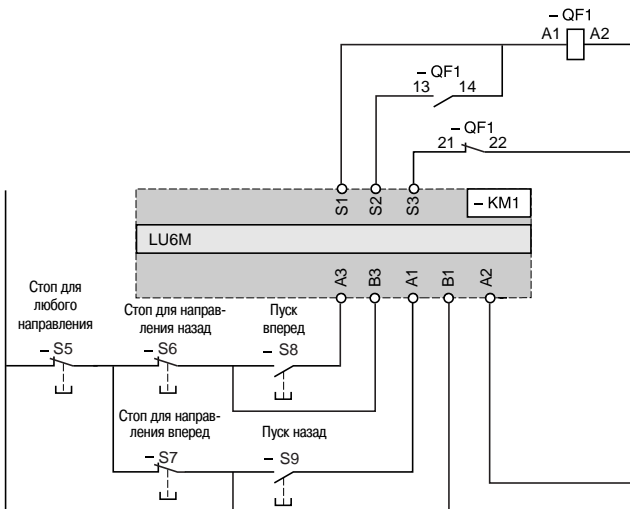 – QF1
A1 A2
– QF1
13 14
– QF1
21 22
S1
S2
S3
– KM1
LU6M
A3
B3
A1
B1
A2
Стоп для
любого
направления
– S5
Стоп для направ-
ления назад
– S6
Пуск
вперед
– S8
Стоп для направ-
ления вперед
– S7
Пуск назад
– S9